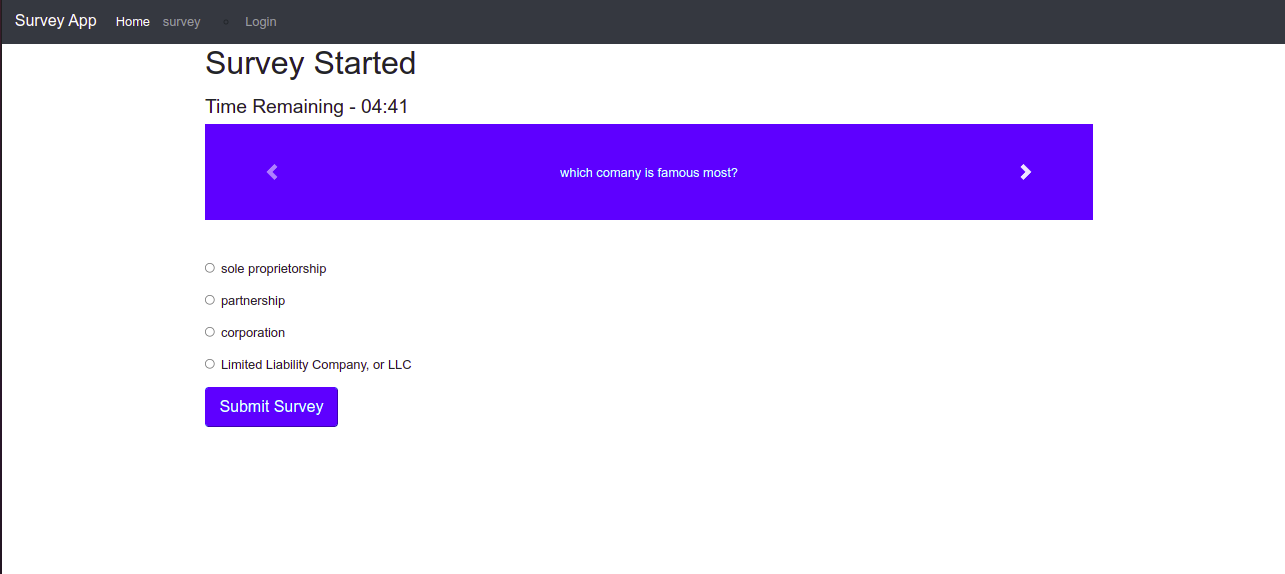 Survey App Home survey Login
Survey Started
Time Remaining - 04:41
which comany is famous most?
sole proprietorship
partnership
corporation
Limited Liability Company, or LLC
Submit Survey